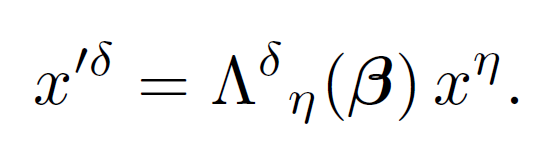 x′^δ = Λ^δ_η(𝜷) x^η.